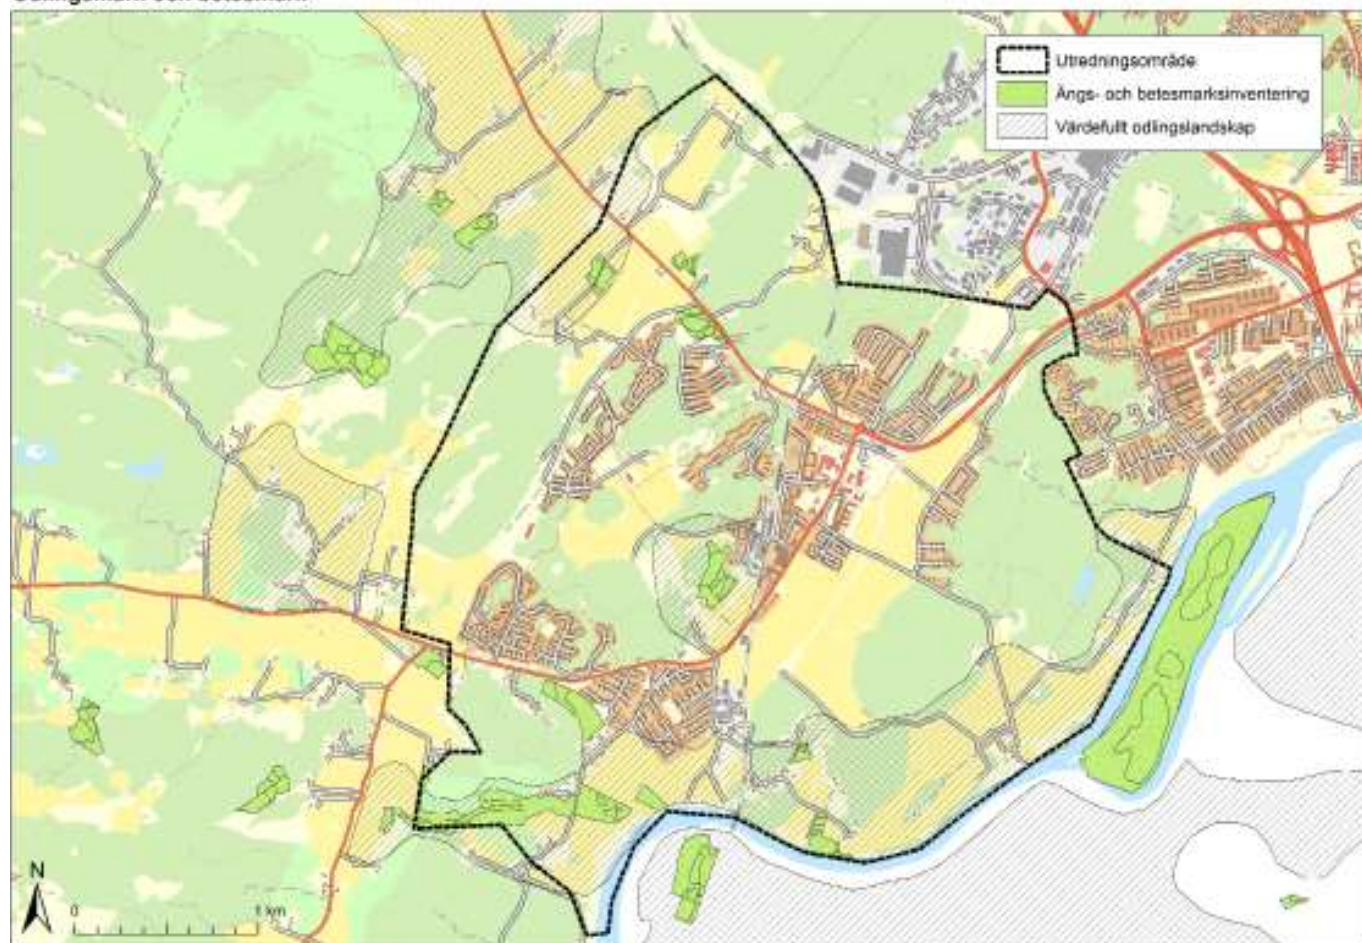 Utredningsområde
Ängs- och betesmarksinventering
Värdefullt odlingslandskap
N
0
1 km